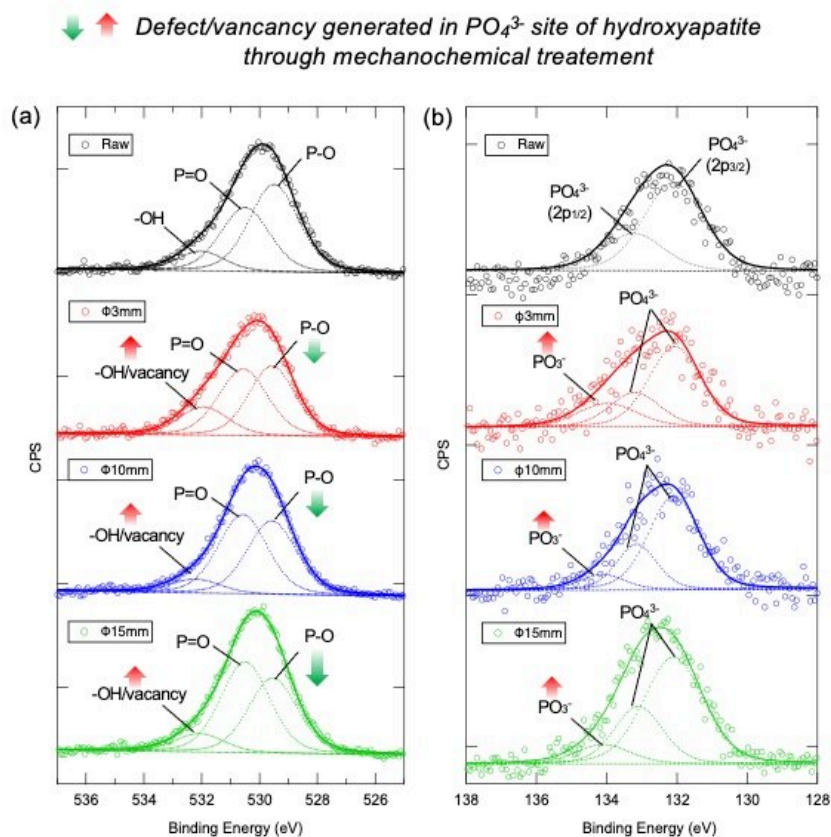 Defect/vancancy generated in PO₄³⁻ site of hydroxyapatite
through mechanochemical treatement
(a)
Raw
P=O
P-O
-OH
Φ3mm
P=O
P-O
-OH/vacancy
Φ10mm
P=O
P-O
-OH/vacancy
Φ15mm
P=O
P-O
-OH/vacancy
CPS
536 534 532 530 528 526
Binding Energy (eV)
(b)
Raw
PO₄³⁻
(2p3/2)
PO₄³⁻
(2p1/2)
ϕ3mm
PO₄³⁻
PO₃⁻
ϕ10mm
PO₄³⁻
PO₃⁻
Φ15mm
PO₄³⁻
PO₃⁻
CPS
138 136 134 132 130 128
Binding Energy (eV)